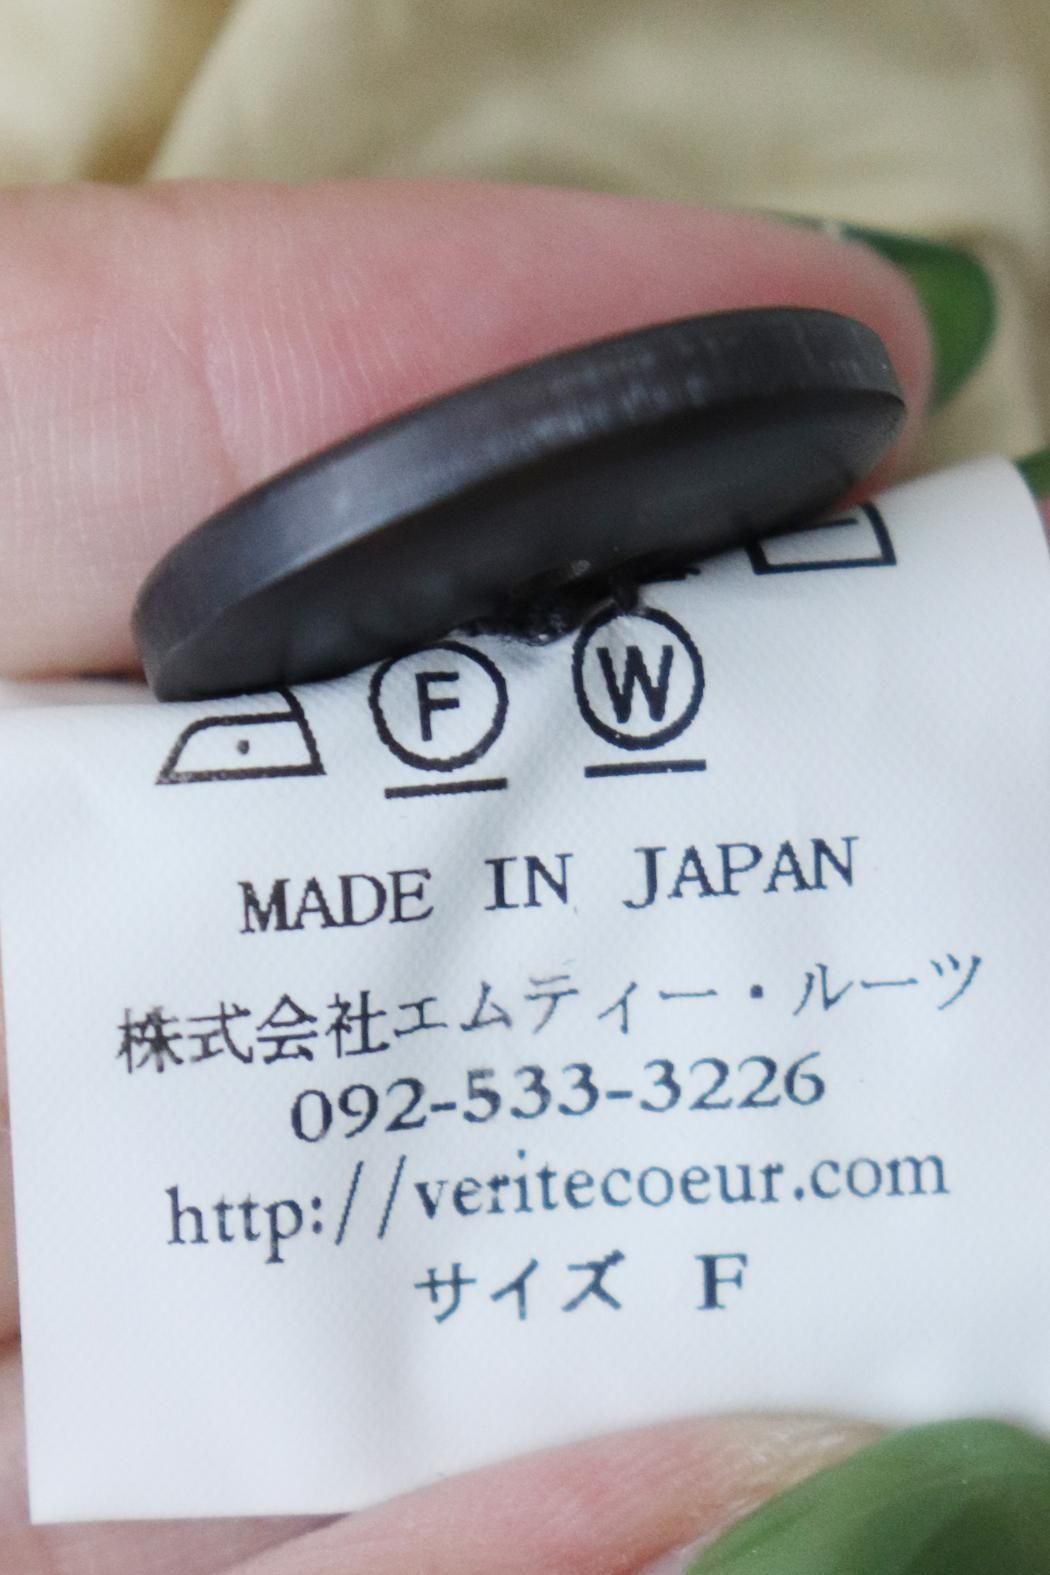 F W
MADE IN JAPAN
株式会社エムティー・ルーツ
092-533-3226
http://veritecoeur.com
サイズ F